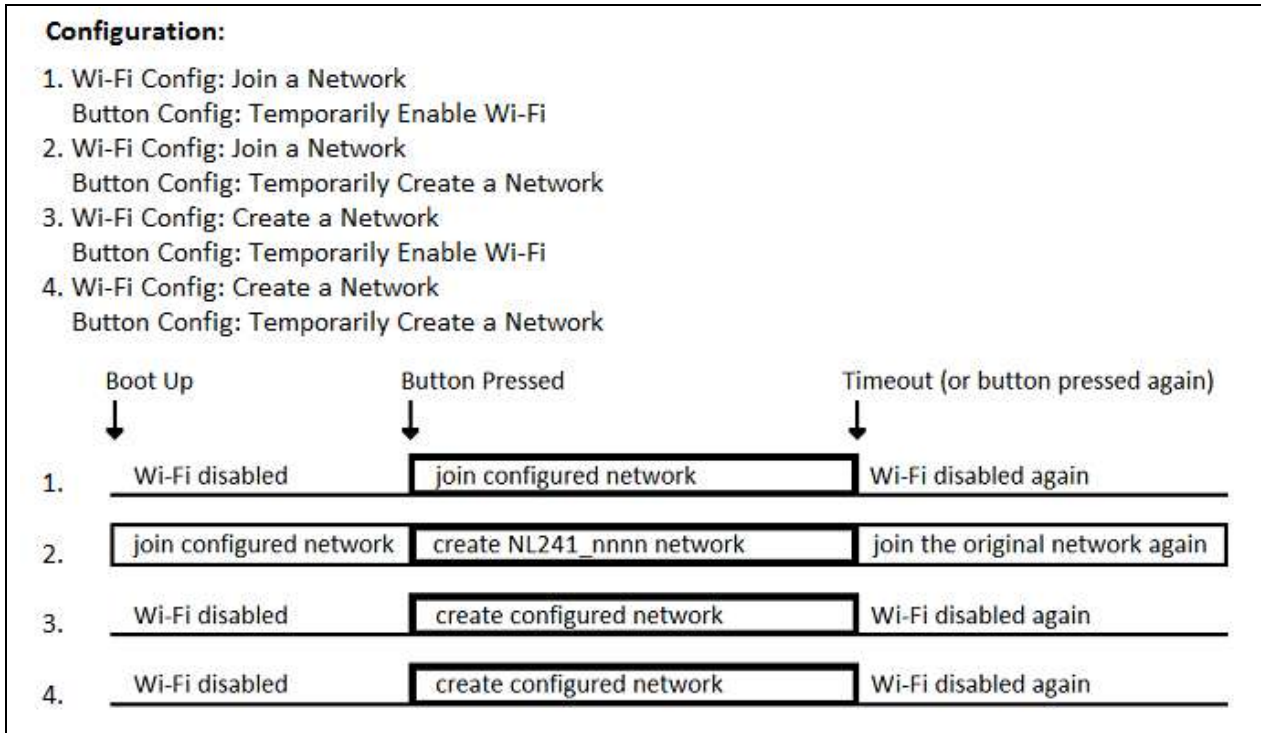 Configuration:
1. Wi-Fi Config: Join a Network
Button Config: Temporarily Enable Wi-Fi
2. Wi-Fi Config: Join a Network
Button Config: Temporarily Create a Network
3. Wi-Fi Config: Create a Network
Button Config: Temporarily Enable Wi-Fi
4. Wi-Fi Config: Create a Network
Button Config: Temporarily Create a Network
Boot Up Button Pressed Timeout (or button pressed again)
1. Wi-Fi disabled join configured network Wi-Fi disabled again
2. join configured network create NL241_nnnn network join the original network again
3. Wi-Fi disabled create configured network Wi-Fi disabled again
4. Wi-Fi disabled create configured network Wi-Fi disabled again